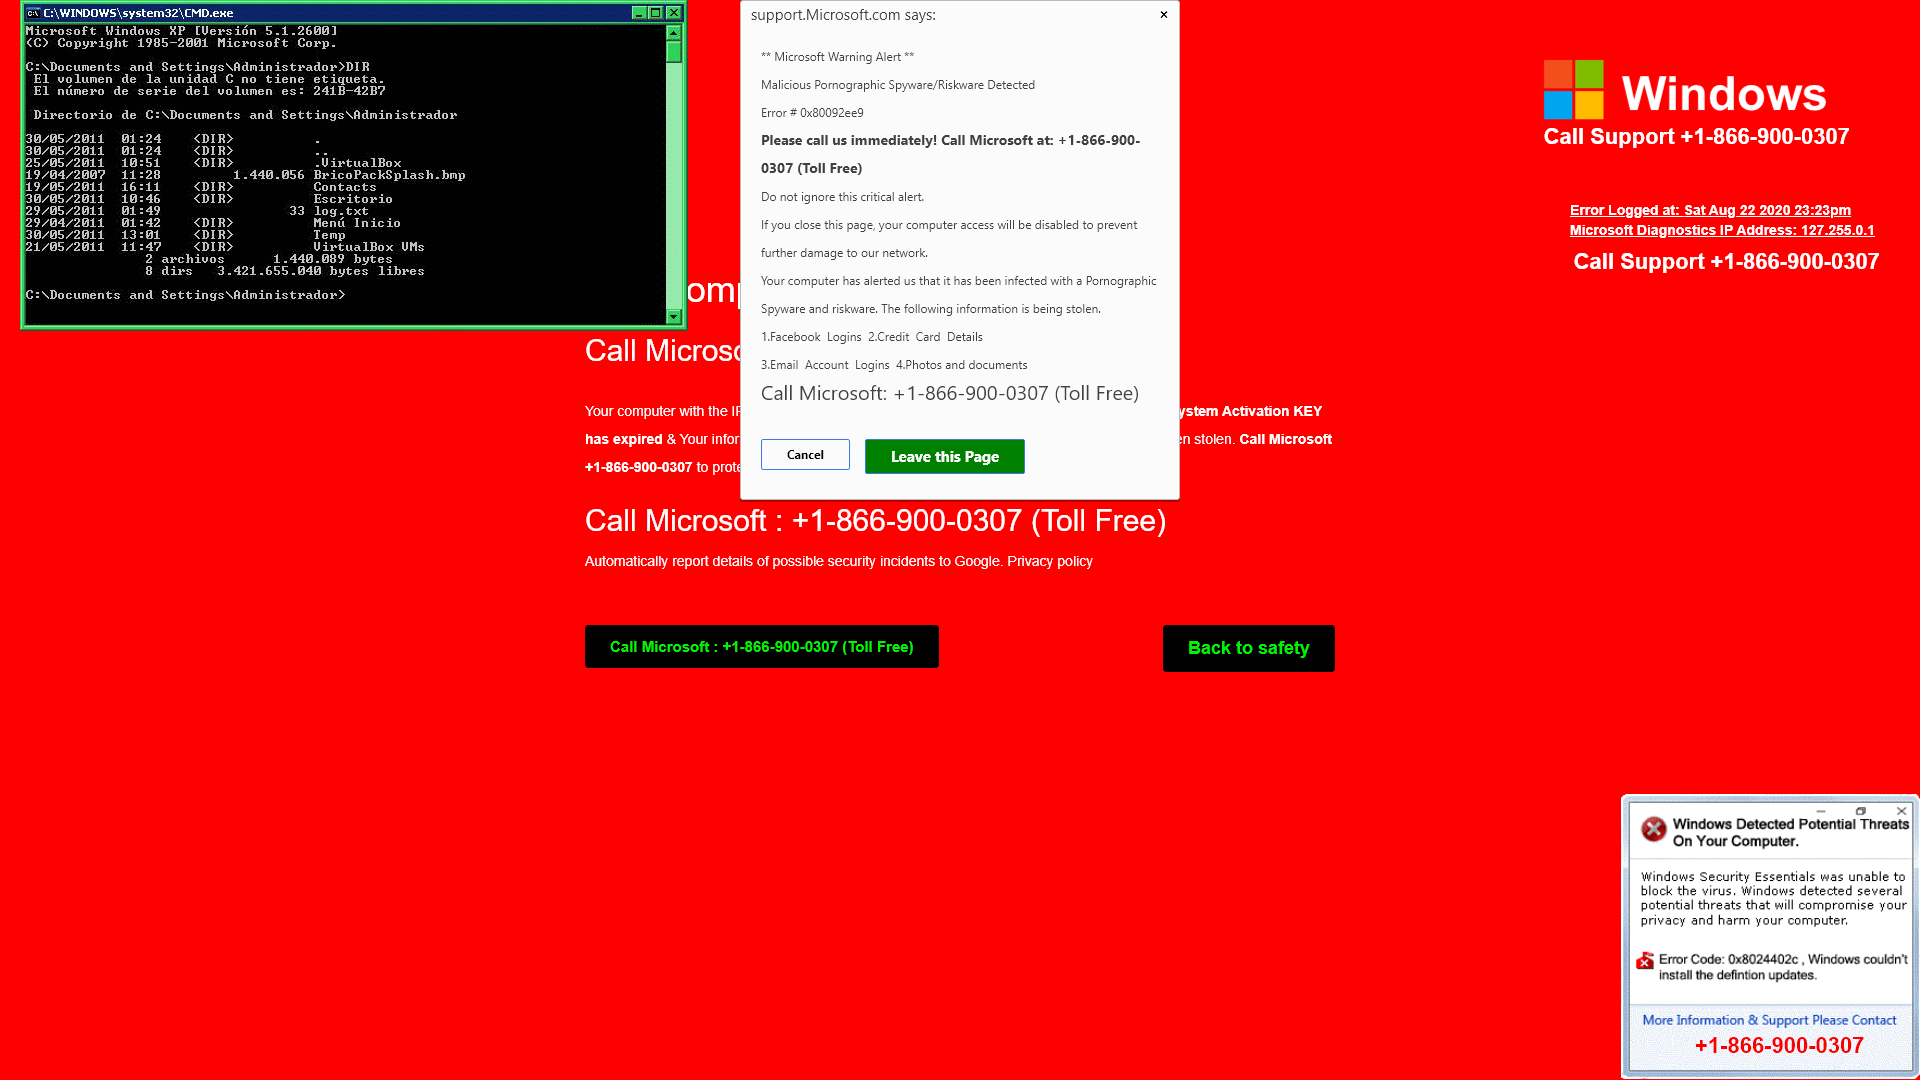 C:\WINDOWS\system32\CMD.exe
Microsoft Windows XP [Versión 5.1.2600]
(C) Copyright 1985-2001 Microsoft Corp.
C:\Documents and Settings\Administrador>DIR
El volumen de la unidad C no tiene etiqueta.
El número de serie del volumen es: 241B-42B7
Directorio de C:\Documents and Settings\Administrador
30/05/2011 01:24 <DIR> .
30/05/2011 01:24 <DIR> ..
25/05/2011 10:51 <DIR> .VirtualBox
19/04/2007 11:28 1.440.056 BricoPackSplash.bmp
19/05/2011 16:11 <DIR> Contacts
30/05/2011 10:46 <DIR> Escritorio
29/05/2011 01:49 33 log.txt
29/04/2011 01:42 <DIR> Menú Inicio
30/05/2011 13:01 <DIR> Temp
21/05/2011 11:47 <DIR> VirtualBox VMs
2 archivos 1.440.089 bytes
8 dirs 3.421.655.040 bytes libres
C:\Documents and Settings\Administrador>
support.Microsoft.com says:
** Microsoft Warning Alert **
Malicious Pornographic Spyware/Riskware Detected
Error # 0x80092ee9
Please call us immediately! Call Microsoft at: +1-866-900-
0307 (Toll Free)
Do not ignore this critical alert.
If you close this page, your computer access will be disabled to prevent
further damage to our network.
Your computer has alerted us that it has been infected with a Pornographic
Spyware and riskware. The following information is being stolen.
1.Facebook Logins 2.Credit Card Details
3.Email Account Logins 4.Photos and documents
Call Microsoft: +1-866-900-0307 (Toll Free)
Cancel
Leave this Page
Windows
Call Support +1-866-900-0307
Error Logged at: Sat Aug 22 2020 23:23pm
Microsoft Diagnostics IP Address: 127.255.0.1
Call Support +1-866-900-0307
Call
Your computer with the KEY
has expired & Your stolen. Call Microsoft
+1-866-900-0307 to
Call Microsoft : +1-866-900-0307 (Toll Free)
Automatically report details of possible security incidents to Google. Privacy policy
Call Microsoft : +1-866-900-0307 (Toll Free)
Back to safety
Windows Detected Potential Threats
On Your Computer.
Windows Security Essentials was unable to
block the virus. Windows detected several
potential threats that will compromise your
privacy and harm your computer.
Error Code: 0x8024402c , Windows couldn't
install the defintion updates.
More Information & Support Please Contact
+1-866-900-0307